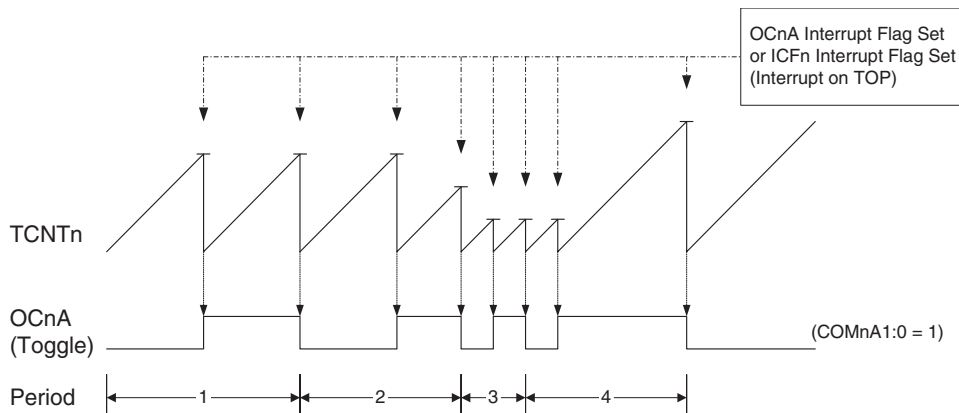 OCnA Interrupt Flag Set
or ICFn Interrupt Flag Set
(Interrupt on TOP)
TCNTn
OCnA
(Toggle)
(COMnA1:0 = 1)
Period
1
2
3
4